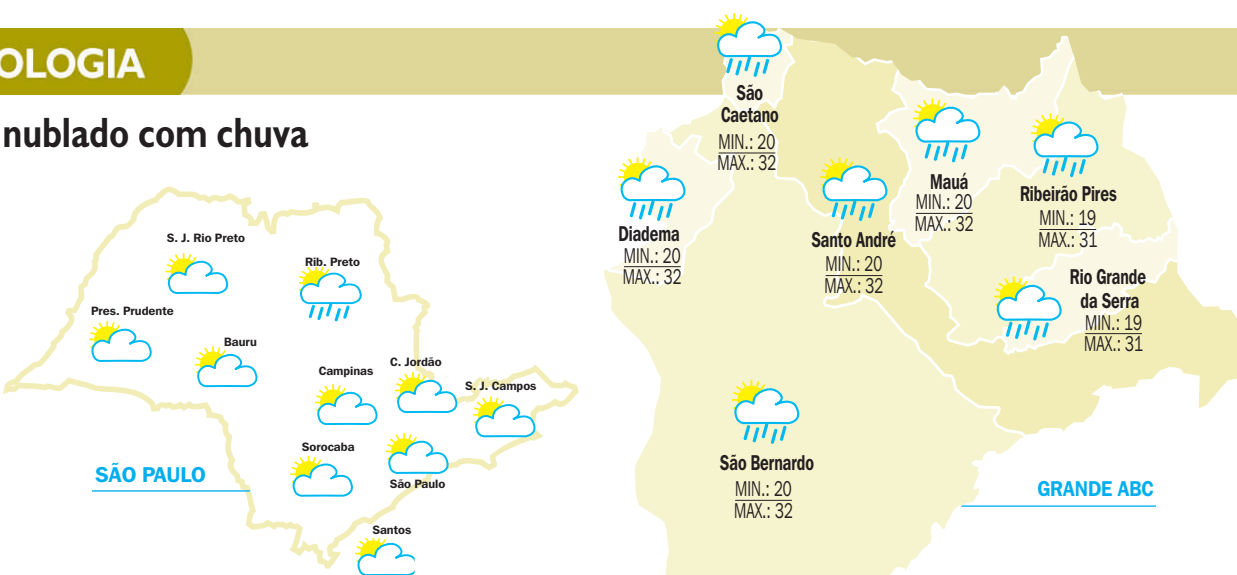 OLOGIA
nublado com chuva
S. J. Rio Preto
Rib. Preto
Pres. Prudente
Bauru
Campinas
C. Jordão
S. J. Campos
Sorocaba
São Paulo
Santos
SÃO PAULO
São
Caetano
MIN.: 20
MAX.: 32
Diadema
MIN.: 20
MAX.: 32
Santo André
MIN.: 20
MAX.: 32
Mauá
MIN.: 20
MAX.: 32
Ribeirão Pires
MIN.: 19
MAX.: 31
Rio Grande
da Serra
MIN.: 19
MAX.: 31
São Bernardo
MIN.: 20
MAX.: 32
GRANDE ABC